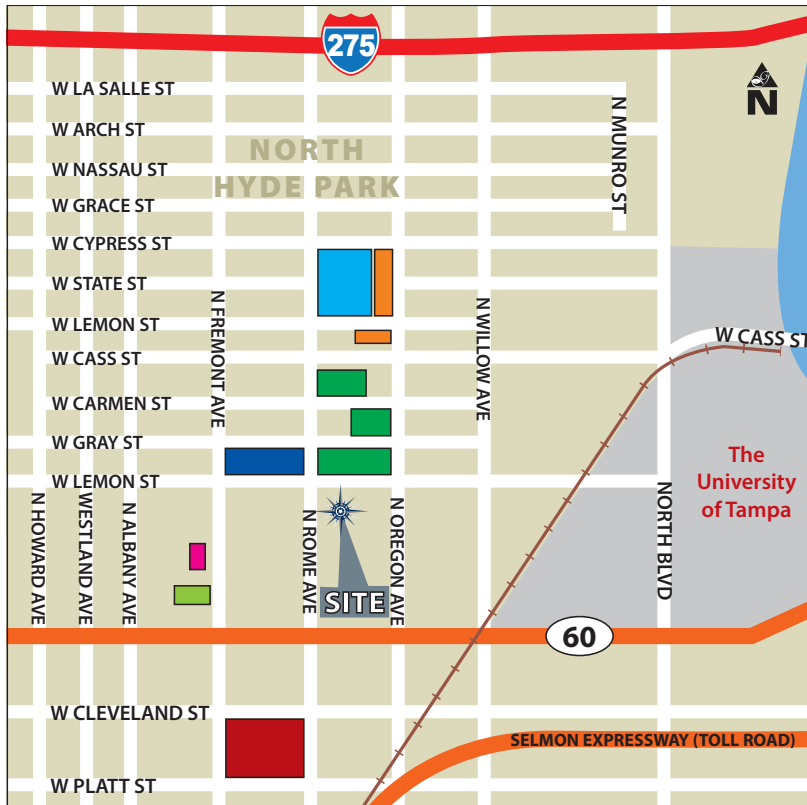 275
W LA SALLE ST
W ARCH ST
NORTH
HYDE PARK
W NASSAU ST
W GRACE ST
N MUNRO ST
N
W CYPRESS ST
W STATE ST
W LEMON ST
W CASS ST
W CARMEN ST
W GRAY ST
W LEMON ST
N FREMONT AVE
N WILLOW AVE
W CASS ST
The
University
of Tampa
N HOWARD AVE
WESTLAND AVE
N ALBANY AVE
N ROME AVE
N OREGON AVE
NORTH BLVD
SITE
60
W CLEVELAND ST
SELMON EXPRESSWAY (TOLL ROAD)
W PLATT ST